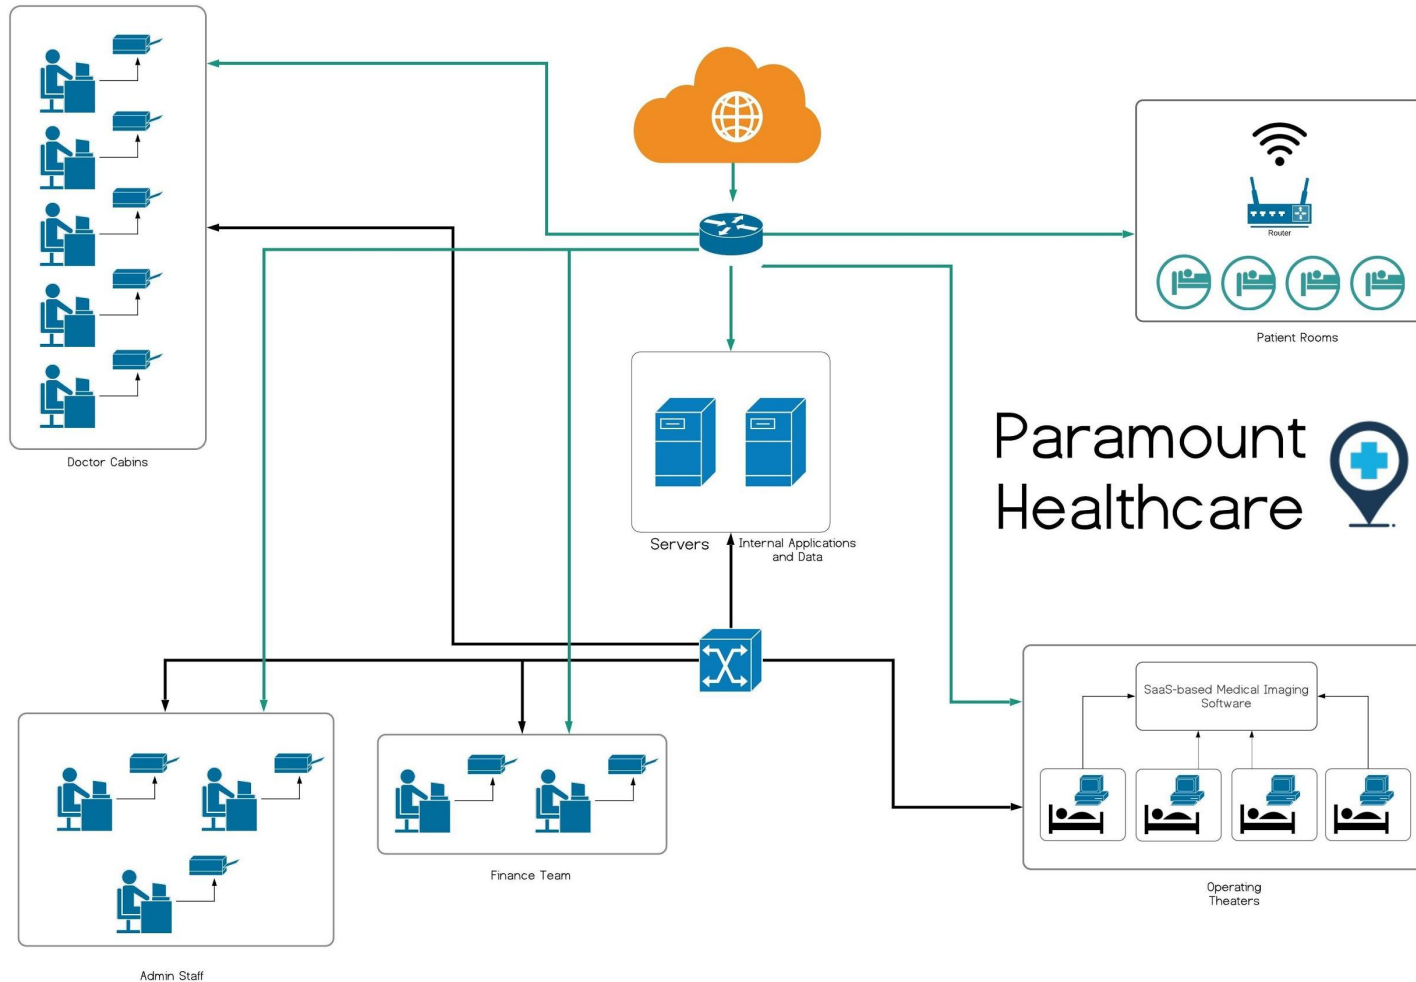 Router
Patient Rooms
Doctor Cabins
Paramount
Healthcare
Servers
Internal Applications
and Data
SaaS-based Medical Imaging
Software
Finance Team
Operating
Theaters
Admin Staff